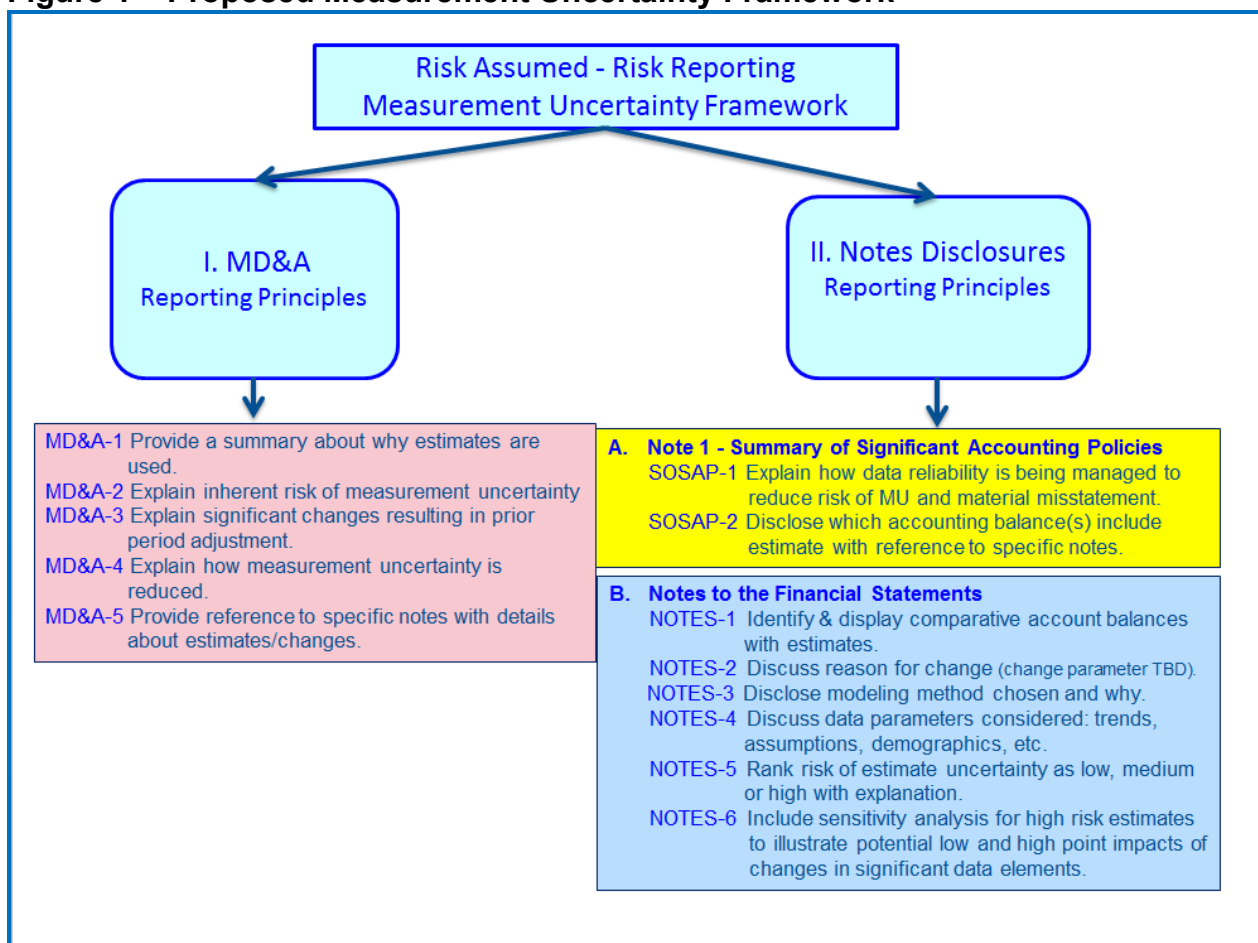 Figure 1 – Proposed Measurement Uncertainty Framework
Risk Assumed - Risk Reporting
Measurement Uncertainty Framework
I. MD&A
Reporting Principles
II. Notes Disclosures
Reporting Principles
MD&A-1 Provide a summary about why estimates are
used.
MD&A-2 Explain inherent risk of measurement uncertainty
MD&A-3 Explain significant changes resulting in prior
period adjustment.
MD&A-4 Explain how measurement uncertainty is
reduced.
MD&A-5 Provide reference to specific notes with details
about estimates/changes.
A. Note 1 - Summary of Significant Accounting Policies
SOSAP-1 Explain how data reliability is being managed to
reduce risk of MU and material misstatement.
SOSAP-2 Disclose which accounting balance(s) include
estimate with reference to specific notes.
B. Notes to the Financial Statements
NOTES-1 Identify & display comparative account balances
with estimates.
NOTES-2 Discuss reason for change (change parameter TBD).
NOTES-3 Disclose modeling method chosen and why.
NOTES-4 Discuss data parameters considered: trends,
assumptions, demographics, etc.
NOTES-5 Rank risk of estimate uncertainty as low, medium
or high with explanation.
NOTES-6 Include sensitivity analysis for high risk estimates
to illustrate potential low and high point impacts of
changes in significant data elements.